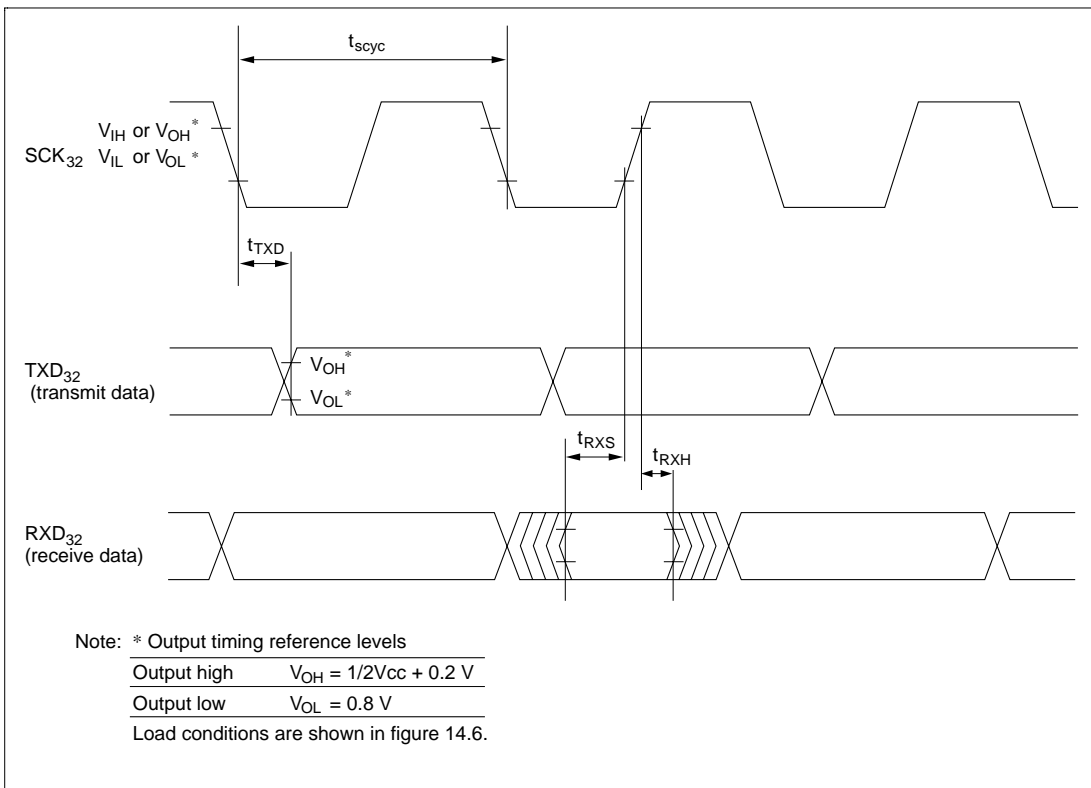 tscyc
VIH or VOH*
SCK32 VIL or VOL*
tTXD
TXD32
(transmit data)
VOH*
VOL*
tRXS
tRXH
RXD32
(receive data)
Note: * Output timing reference levels
Output high VOH = 1/2Vcc + 0.2 V
Output low VOL = 0.8 V
Load conditions are shown in figure 14.6.